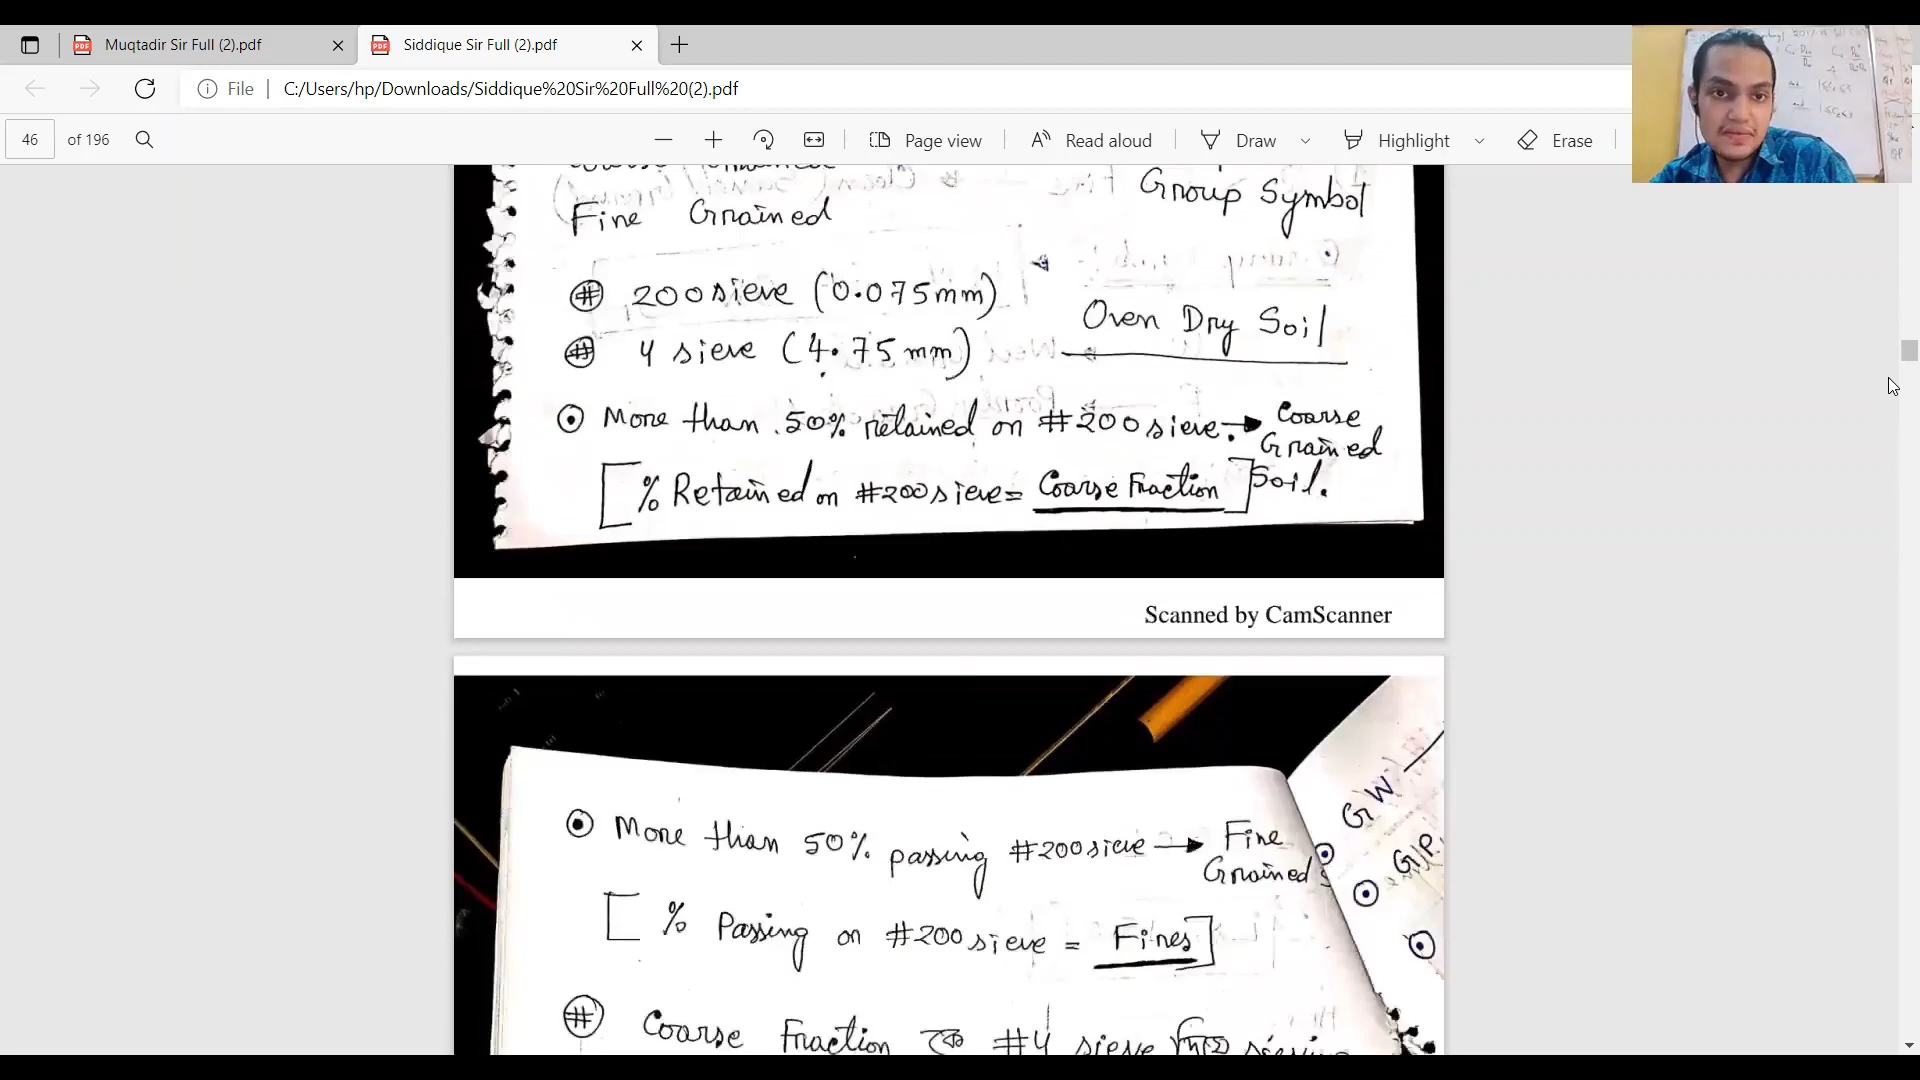 Muqtadir Sir Full (2).pdf
Siddique Sir Full (2).pdf
File
C:/Users/hp/Downloads/Siddique%20Sir%20Full%20(2).pdf
46 of 196
Page view
Read aloud
Draw
Highlight
Erase
Fine Grained
Group Symbol
# 200 sieve (0.075mm)
# 4 sieve (4.75 mm)
Oven Dry Soil
More than 50% retained on #200 sieve. → Coarse Grained Soil.
[% Retained on #200 sieve = Coarse Fraction]
Scanned by CamScanner
More than 50% passing #200 sieve → Fine Grained
[% Passing on #200 sieve = Fines]
GW
GP
# Coarse Fraction কে #4 sieve দিয়ে